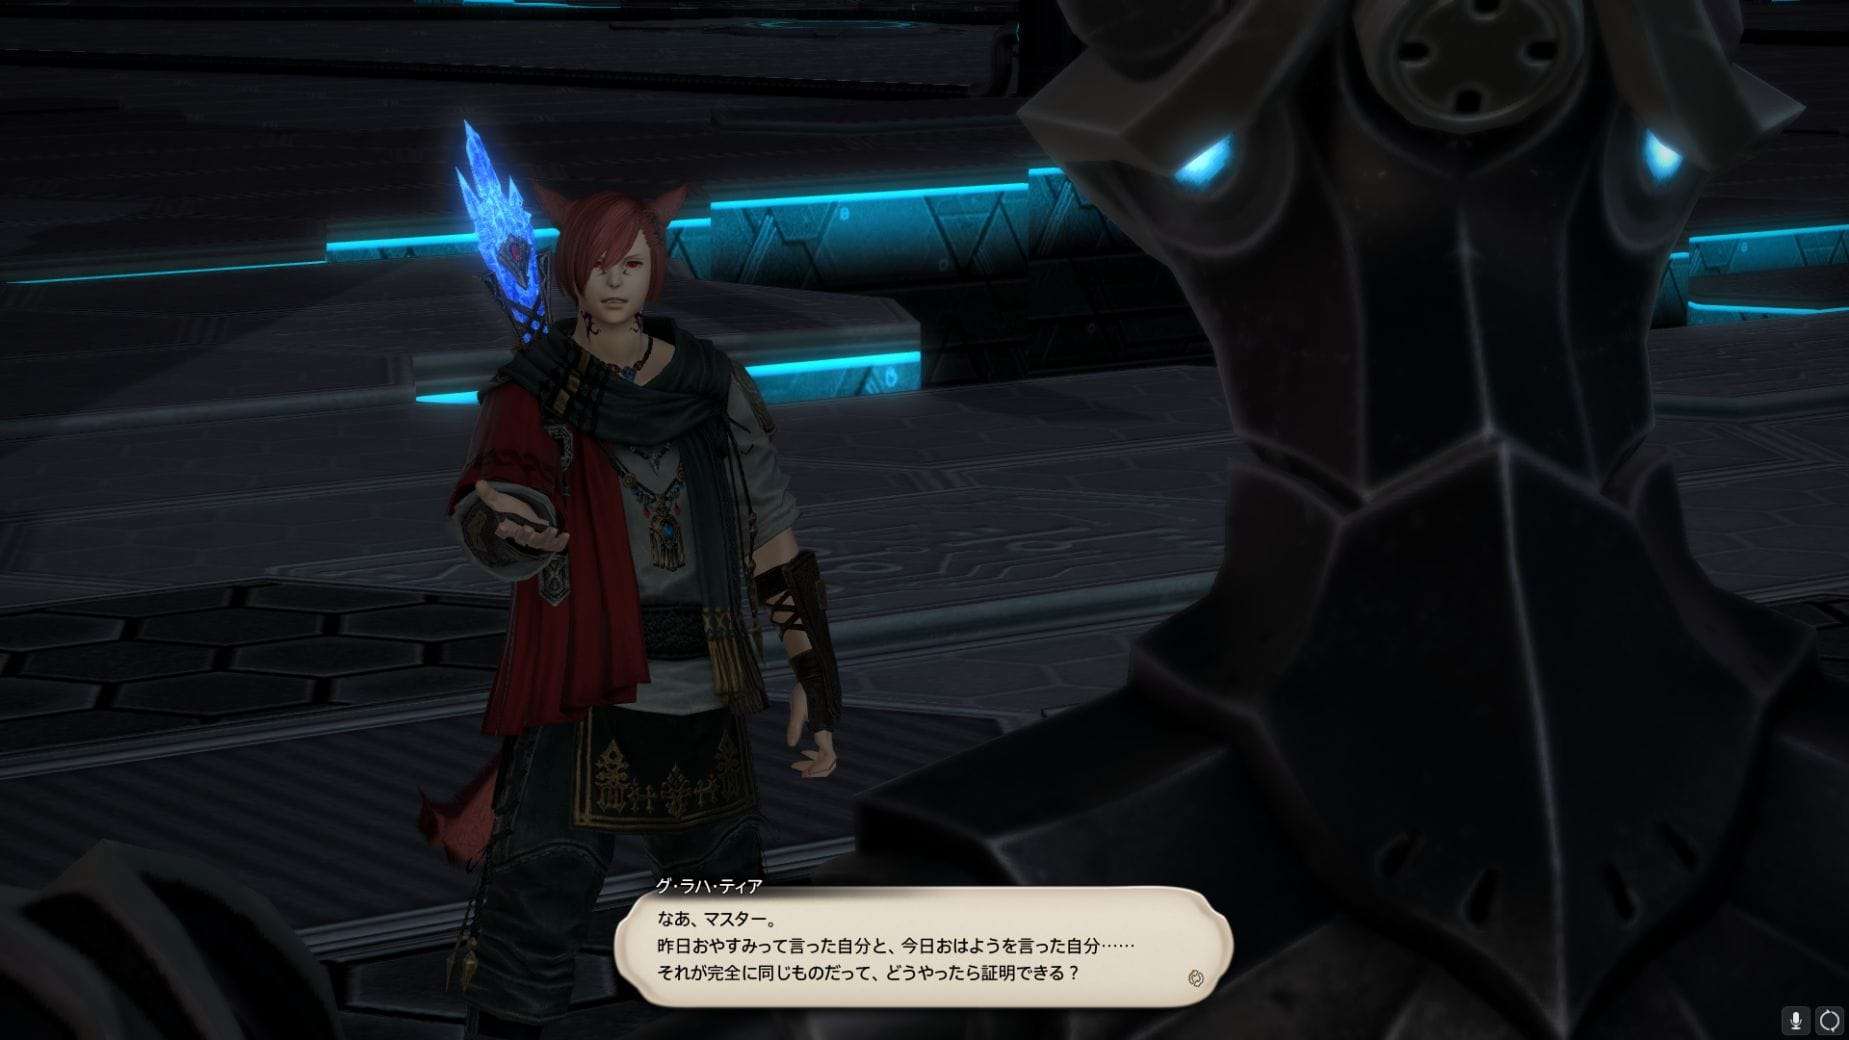 グ・ラハ・ティア
なあ、マスター。
昨日おやすみって言った自分と、今日おはようを言った自分……
それが完全に同じものだって、どうやったら証明できる？